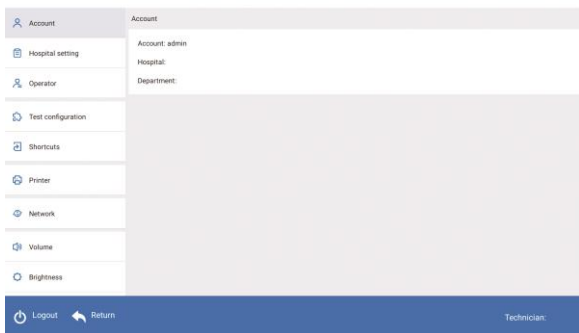 Account
Hospital setting
Operator
Test configuration
Shortcuts
Printer
Network
Volume
Brightness
Account
Account: admin
Hospital:
Department:
Logout
Return
Technician: